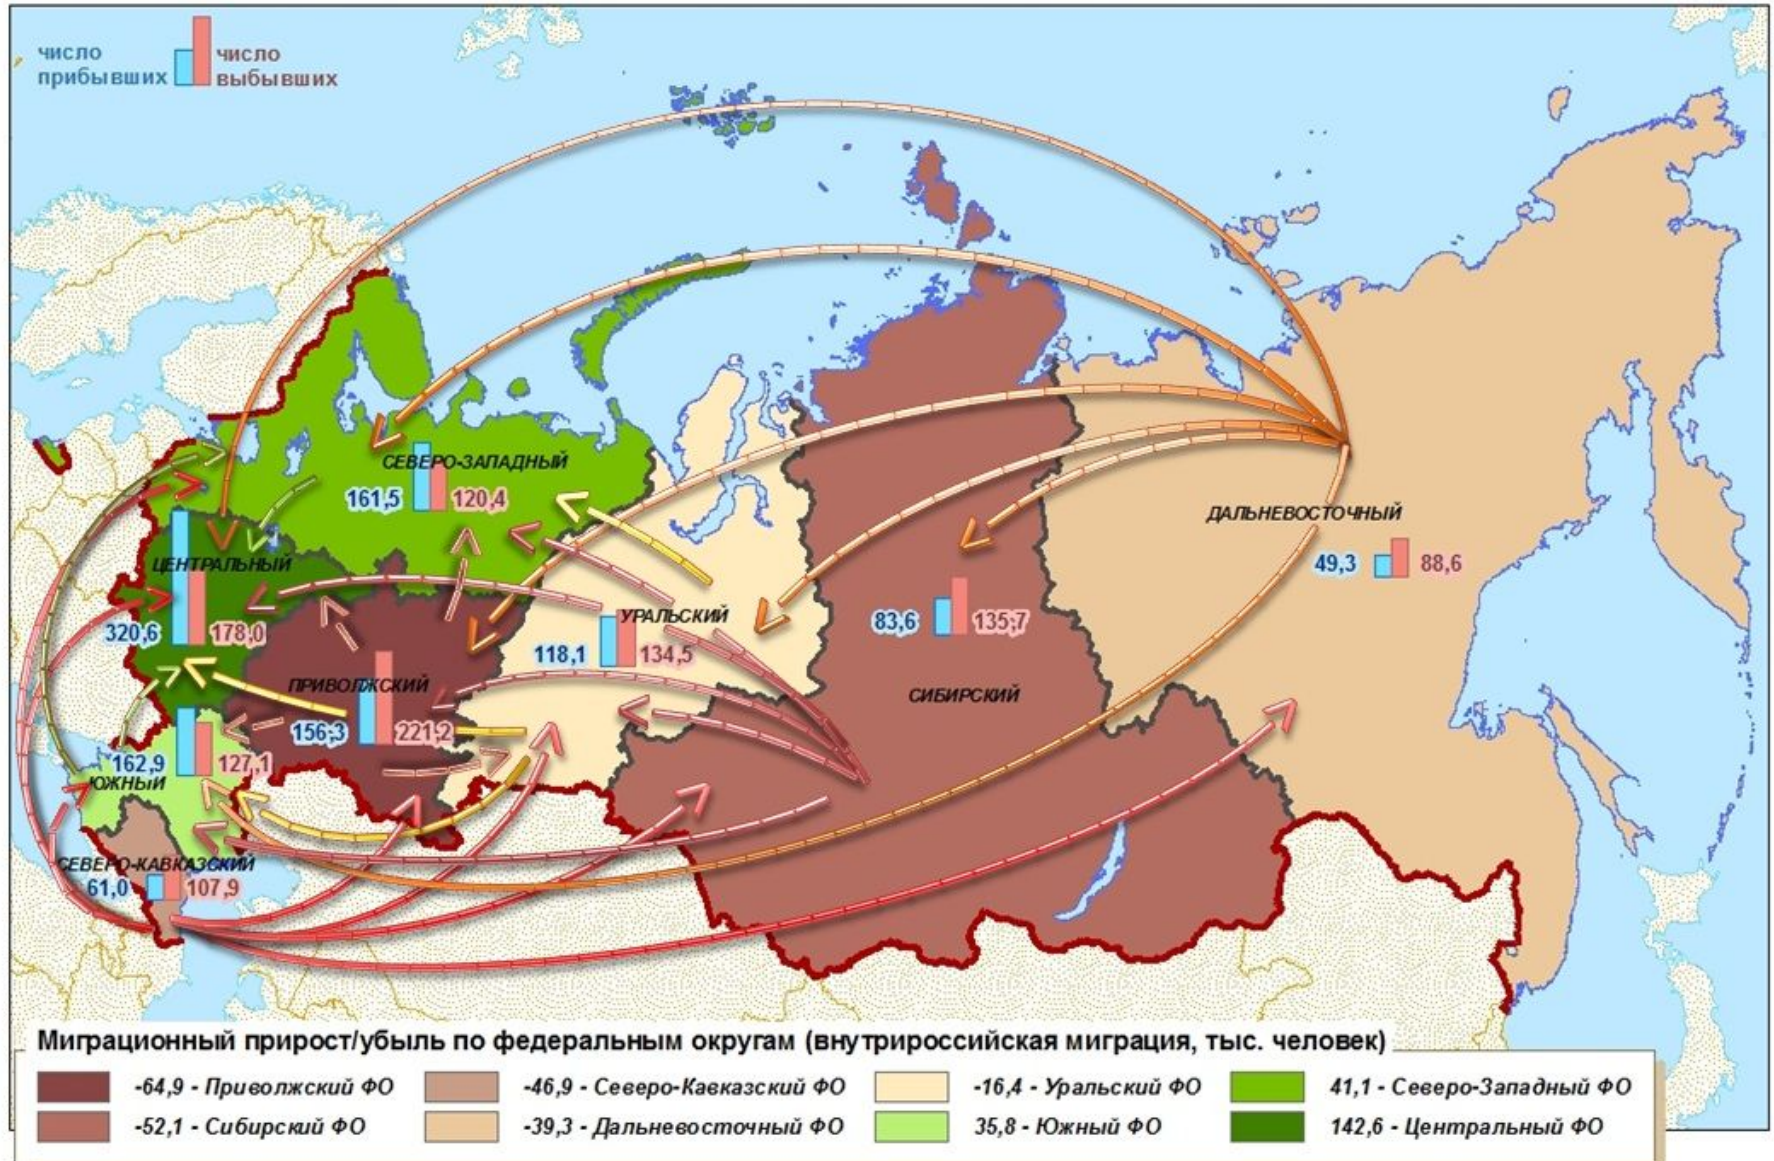 число
прибывших
число
выбывших
СЕВЕРО-ЗАПАДНЫЙ
161,5
120,4
ДАЛЬНЕВОСТОЧНЫЙ
49,3
88,6
ЦЕНТРАЛЬНЫЙ
320,6
178,0
УРАЛЬСКИЙ
118,1
134,5
83,6
135,7
СИБИРСКИЙ
ПРИВОЛЖСКИЙ
156,3
221,2
162,9
127,1
ЮЖНЫЙ
СЕВЕРО-КАВКАЗСКИЙ
61,0
107,9
Миграционный прирост/убыль по федеральным округам (внутрироссийская миграция, тыс. человек)
-64,9 - Приволжский ФО
-46,9 - Северо-Кавказский ФО
-16,4 - Уральский ФО
41,1 - Северо-Западный ФО
-52,1 - Сибирский ФО
-39,3 - Дальневосточный ФО
35,8 - Южный ФО
142,6 - Центральный ФО